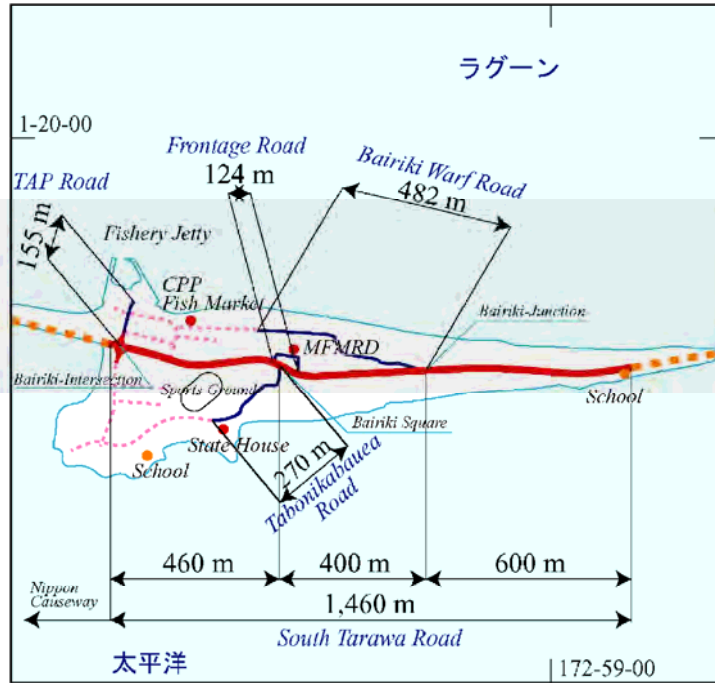 ラグーン
1-20-00
Frontage Road
124 m
Bairiki Warf Road
482 m
TAP Road
155 m
Fishery Jetty
CPP
Fish Market
Bairiki-Junction
MFMRD
Bairiki-Intersection
Sports Ground
School
Bairiki Square
State House
School
270 m
Tabonikabauea
Road
460 m
400 m
600 m
Nippon
Causeway
1,460 m
South Tarawa Road
太平洋
172-59-00